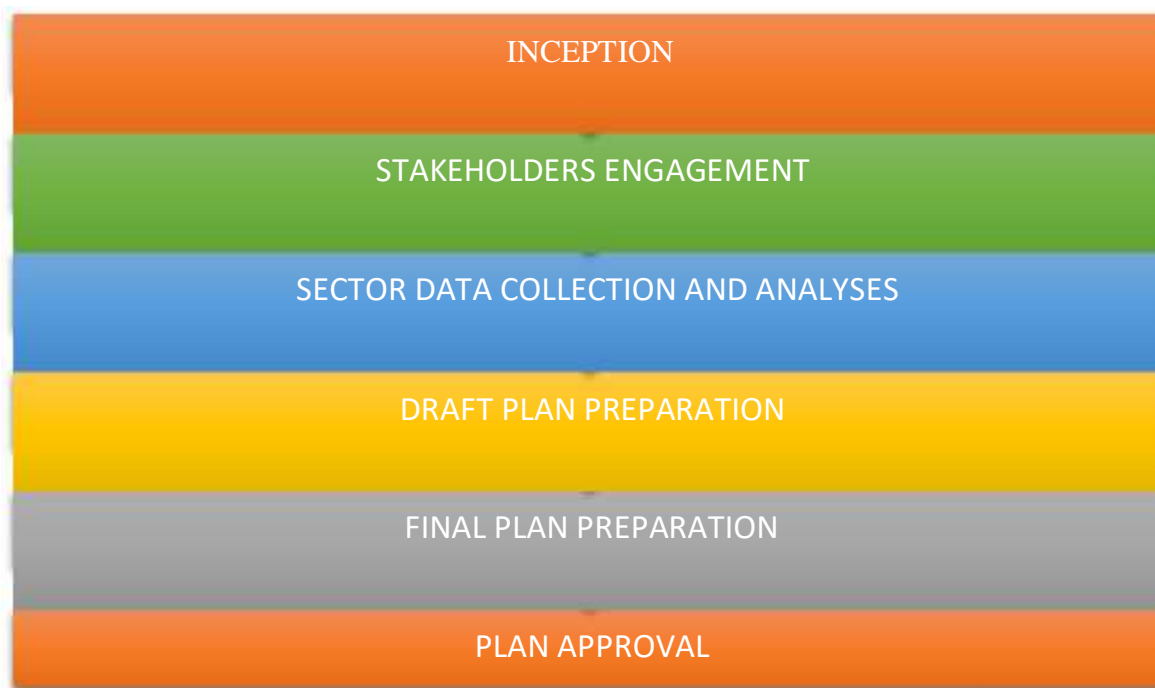 INCEPTION
STAKEHOLDERS ENGAGEMENT
SECTOR DATA COLLECTION AND ANALYSES
DRAFT PLAN PREPARATION
FINAL PLAN PREPARATION
PLAN APPROVAL